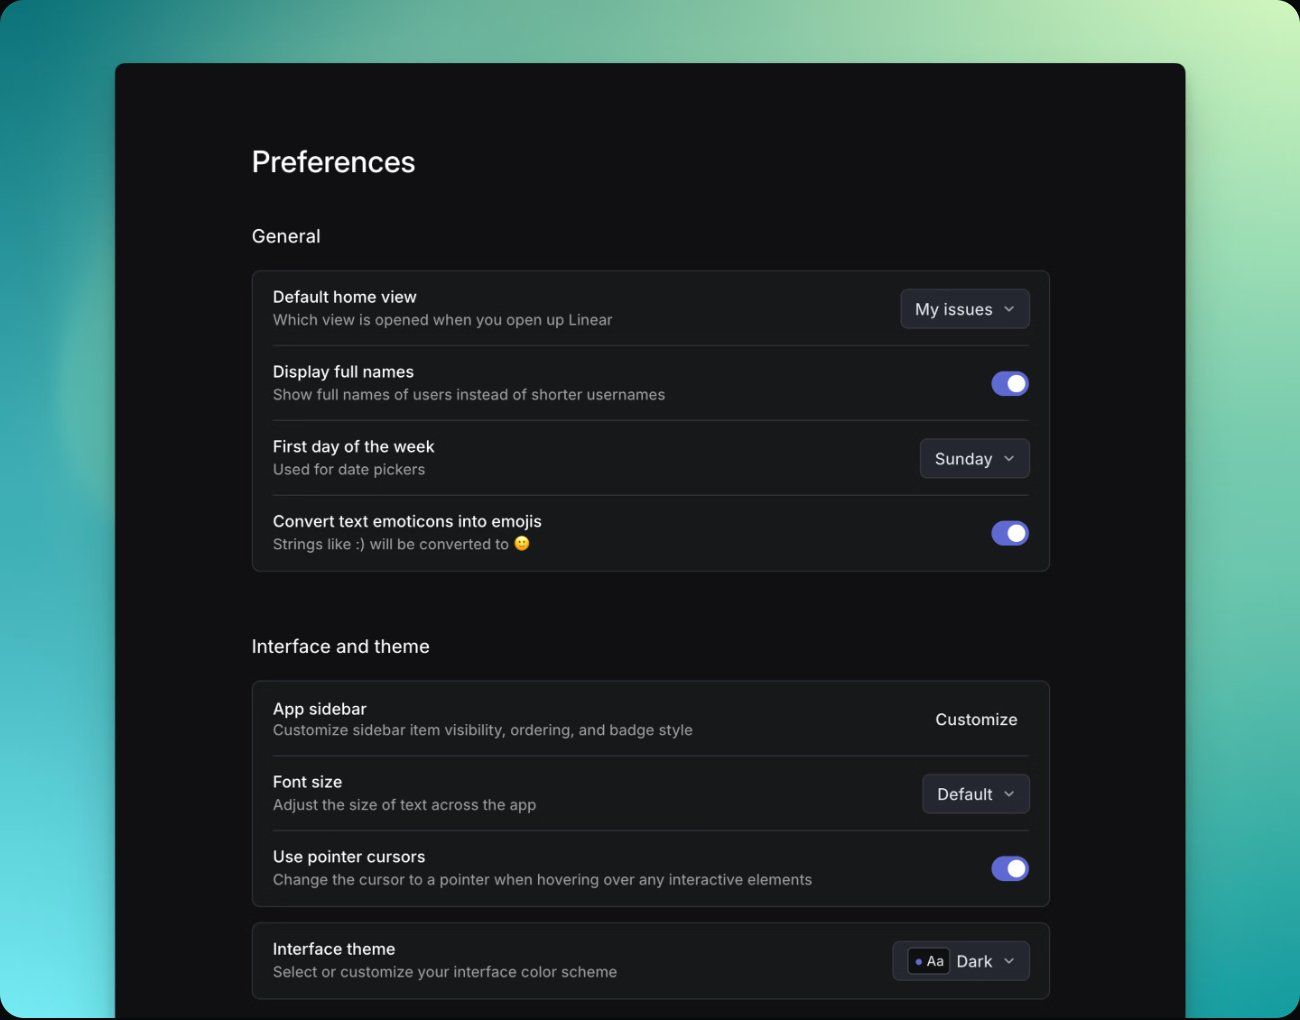 Preferences
General
Default home view
Which view is opened when you open up Linear
My issues
Display full names
Show full names of users instead of shorter usernames
First day of the week
Used for date pickers
Sunday
Convert text emoticons into emojis
Strings like :) will be converted to 🙂
Interface and theme
App sidebar
Customize sidebar item visibility, ordering, and badge style
Customize
Font size
Adjust the size of text across the app
Default
Use pointer cursors
Change the cursor to a pointer when hovering over any interactive elements
Interface theme
Select or customize your interface color scheme
Aa Dark